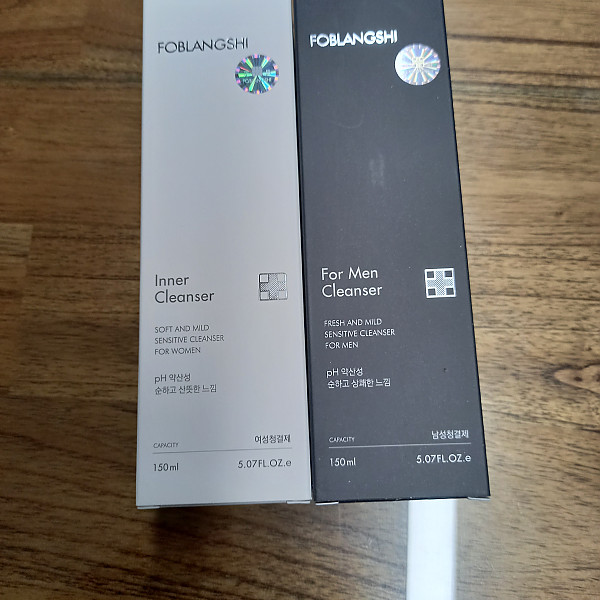 FOBLANGSHI
Inner
Cleanser
SOFT AND MILD
SENSITIVE CLEANSER
FOR WOMEN
pH 약산성
순하고 산뜻한 느낌
CAPACITY
여성청결제
150ml
5.07FL.OZ.e
FOBLANGSHI
For Men
Cleanser
FRESH AND MILD
SENSITIVE CLEANSER
FOR MEN
pH 약산성
순하고 상쾌한 느낌
CAPACITY
남성청결제
150ml
5.07FL.OZ.e